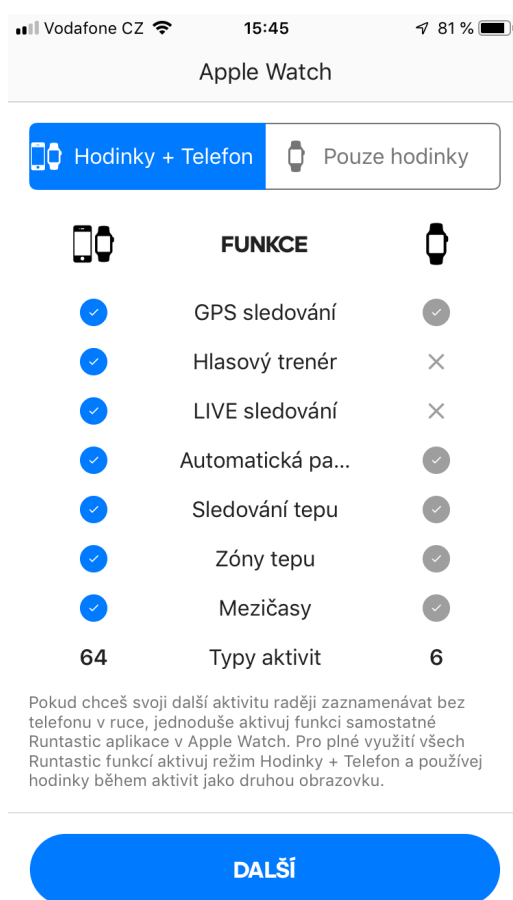 Vodafone CZ 15:45 81 %
Apple Watch
Hodinky + Telefon Pouze hodinky
FUNKCE
GPS sledování
Hlasový trenér
LIVE sledování
Automatická pa...
Sledování tepu
Zóny tepu
Mezičasy
64 Typy aktivit 6
Pokud chceš svoji další aktivitu raději zaznamenávat bez
telefonu v ruce, jednoduše aktivuj funkci samostatné
Runtastic aplikace v Apple Watch. Pro plné využití všech
Runtastic funkcí aktivuj režim Hodinky + Telefon a používej
hodinky během aktivit jako druhou obrazovku.
DALŠÍ